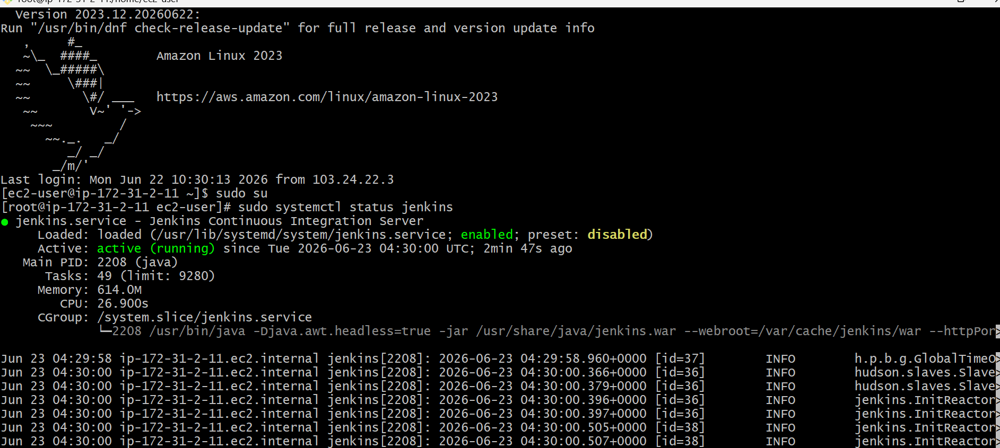 root@ip-172-31-2-11:/home/ec2-user
  Version 2023.12.20260622:
Run "/usr/bin/dnf check-release-update" for full release and version update info
   ,     #_
   ~\_  ####_        Amazon Linux 2023
  ~~  \_#####\
  ~~     \###|
  ~~       \#/ ___   https://aws.amazon.com/linux/amazon-linux-2023
   ~~       V~' '->
    ~~~         /
      ~~._.   _/
         _/ _/
       _/m/'
Last login: Mon Jun 22 10:30:13 2026 from 103.24.22.3
[ec2-user@ip-172-31-2-11 ~]$ sudo su
[root@ip-172-31-2-11 ec2-user]# sudo systemctl status jenkins
● jenkins.service - Jenkins Continuous Integration Server
     Loaded: loaded (/usr/lib/systemd/system/jenkins.service; enabled; preset: disabled)
     Active: active (running) since Tue 2026-06-23 04:30:00 UTC; 2min 47s ago
   Main PID: 2208 (java)
      Tasks: 49 (limit: 9280)
     Memory: 614.0M
        CPU: 26.900s
     CGroup: /system.slice/jenkins.service
             └─2208 /usr/bin/java -Djava.awt.headless=true -jar /usr/share/java/jenkins.war --webroot=/var/cache/jenkins/war --httpPor>

Jun 23 04:29:58 ip-172-31-2-11.ec2.internal jenkins[2208]: 2026-06-23 04:29:58.960+0000 [id=37]        INFO        h.p.b.g.GlobalTimeO>
Jun 23 04:30:00 ip-172-31-2-11.ec2.internal jenkins[2208]: 2026-06-23 04:30:00.366+0000 [id=36]        INFO        hudson.slaves.Slave>
Jun 23 04:30:00 ip-172-31-2-11.ec2.internal jenkins[2208]: 2026-06-23 04:30:00.379+0000 [id=36]        INFO        hudson.slaves.Slave>
Jun 23 04:30:00 ip-172-31-2-11.ec2.internal jenkins[2208]: 2026-06-23 04:30:00.396+0000 [id=36]        INFO        jenkins.InitReactor>
Jun 23 04:30:00 ip-172-31-2-11.ec2.internal jenkins[2208]: 2026-06-23 04:30:00.397+0000 [id=36]        INFO        jenkins.InitReactor>
Jun 23 04:30:00 ip-172-31-2-11.ec2.internal jenkins[2208]: 2026-06-23 04:30:00.505+0000 [id=38]        INFO        jenkins.InitReactor>
Jun 23 04:30:00 ip-172-31-2-11.ec2.internal jenkins[2208]: 2026-06-23 04:30:00.507+0000 [id=38]        INFO        jenkins.InitReactor>